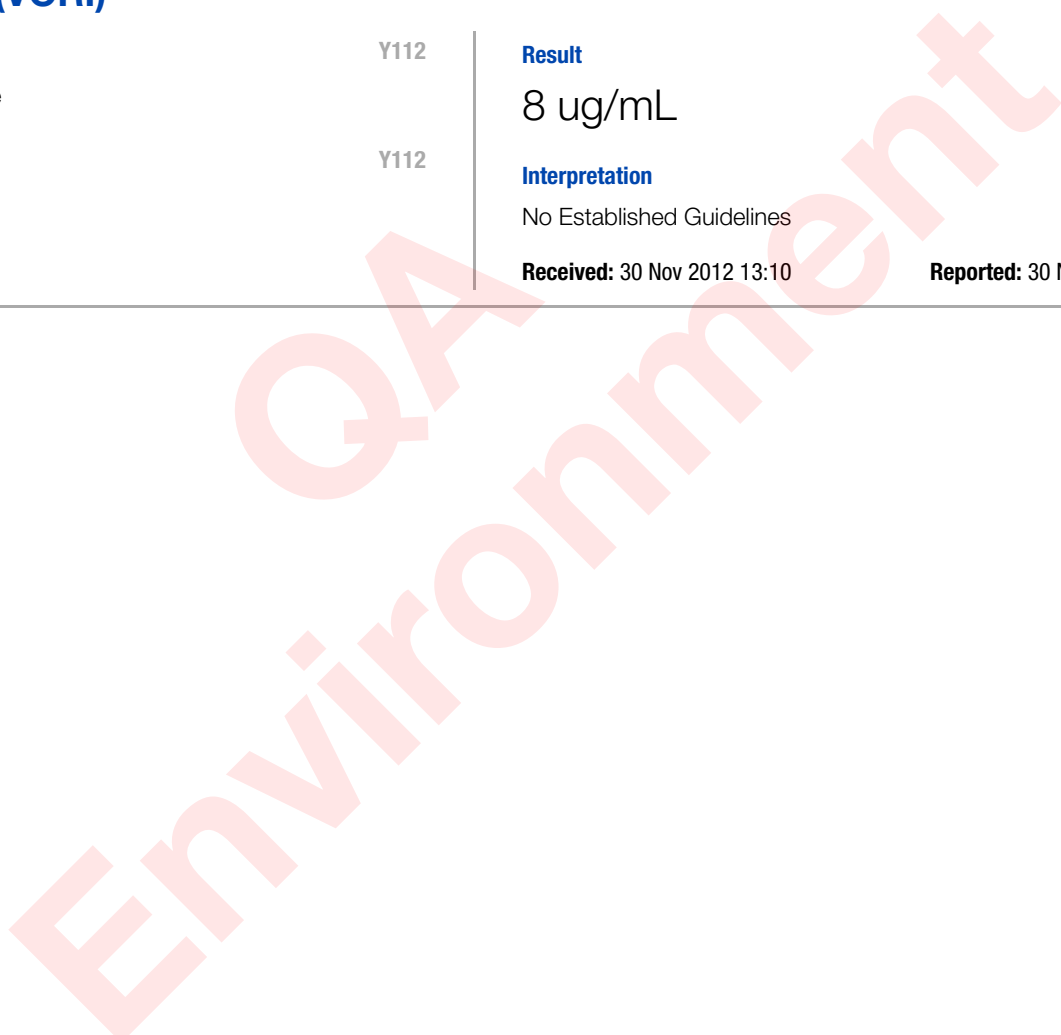 (VORI)
Y112
Result
8 ug/mL
Y112
Interpretation
No Established Guidelines
Received: 30 Nov 2012 13:10 Reported: 30
QA
Environment